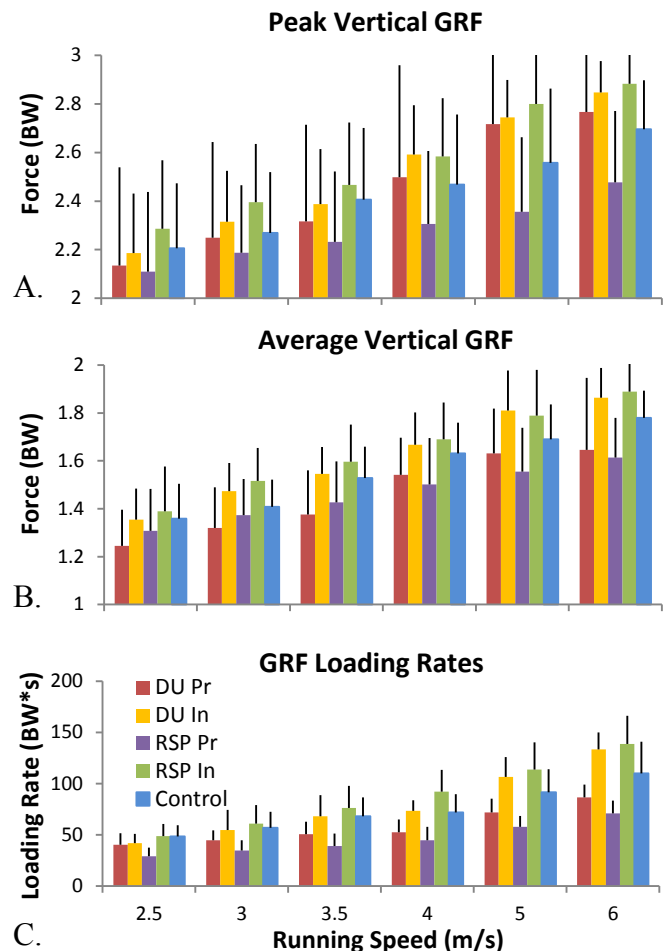 Peak Vertical GRF
3
2.8
2.6
2.4
2.2
2
Force (BW)
A.
Average Vertical GRF
2
1.8
1.6
1.4
1.2
1
Force (BW)
B.
GRF Loading Rates
200
150
100
50
0
Loading Rate (BW*s)
DU Pr
DU In
RSP Pr
RSP In
Control
2.5 3 3.5 4 5 6
C.
Running Speed (m/s)